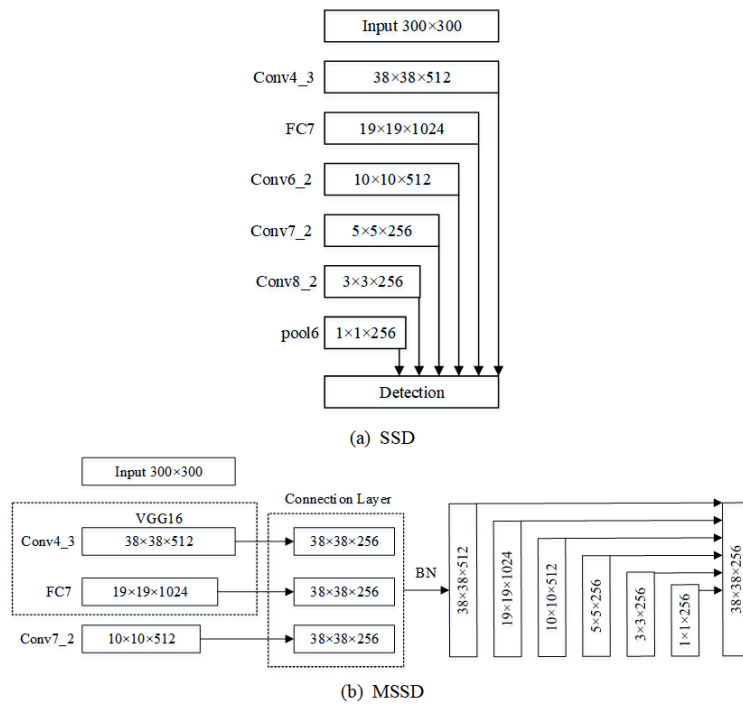 Input 300×300
Conv4_3 38×38×512
FC7 19×19×1024
Conv6_2 10×10×512
Conv7_2 5×5×256
Conv8_2 3×3×256
pool6 1×1×256
Detection
(a) SSD
Input 300×300
Connection Layer
VGG16
Conv4_3 38×38×512 38×38×256
FC7 19×19×1024 38×38×256
Conv7_2 10×10×512 38×38×256
BN
38×38×512
19×19×1024
10×10×512
5×5×256
3×3×256
1×1×256
38×38×256
(b) MSSD